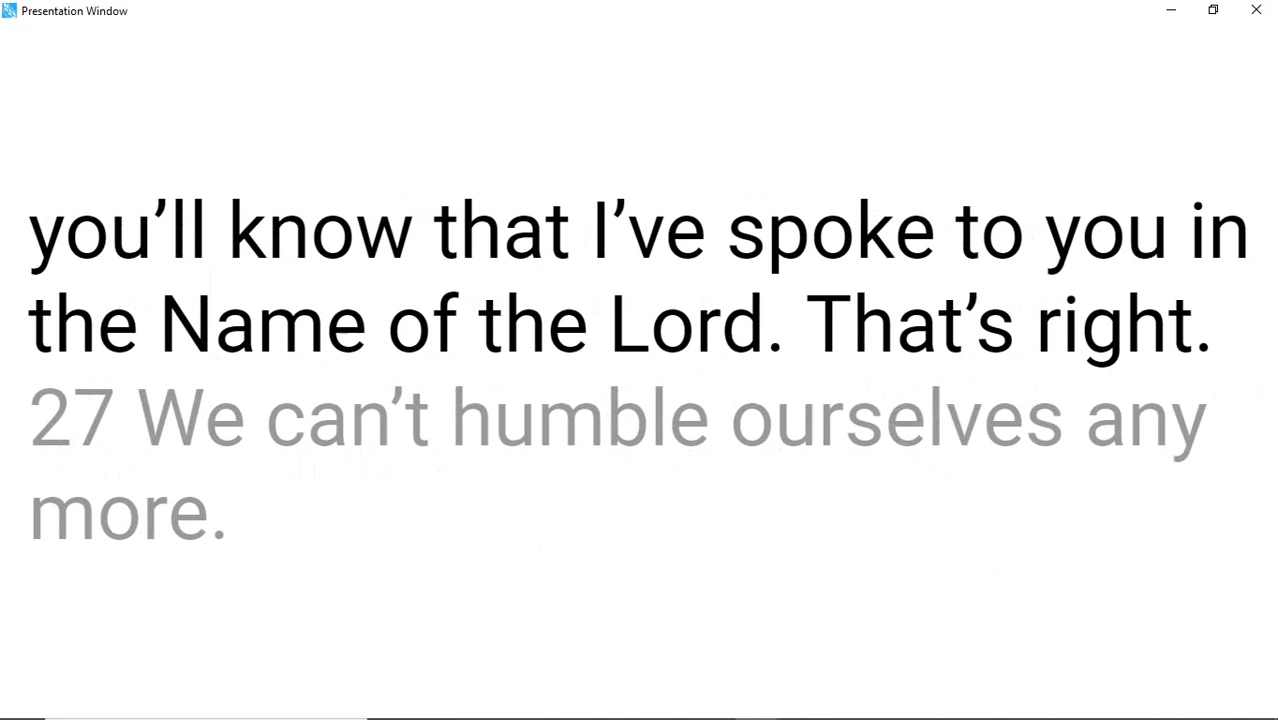 Presentation Window
you’ll know that I’ve spoke to you in
the Name of the Lord. That’s right.
27 We can’t humble ourselves any
more.